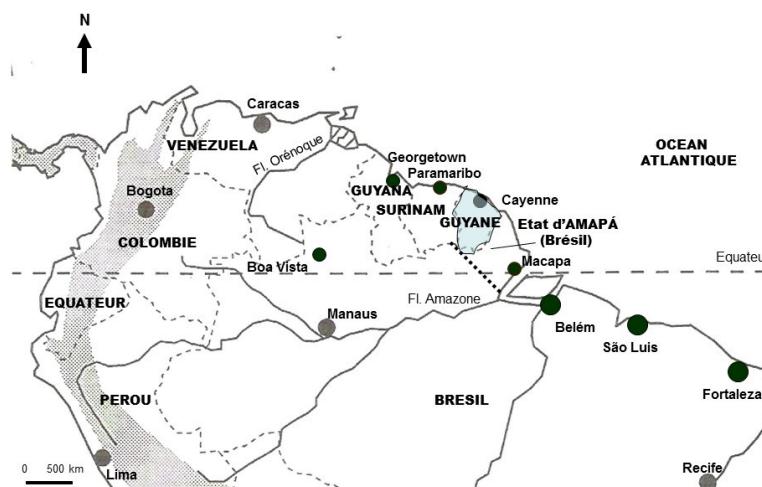 N
Caracas
VENEZUELA
Fl. Orénoque
OCEAN
ATLANTIQUE
Georgetown
Paramaribo
GUYANA
Bogota
SURINAM
Cayenne
GUYANE
Etat d'AMAPÁ
(Brésil)
COLOMBIE
Boa Vista
Macapa
Equateu
EQUATEUR
Fl. Amazone
Manaus
Belém
São Luis
PEROU
BRESIL
Fortaleza
0 500 km
Lima
Recife